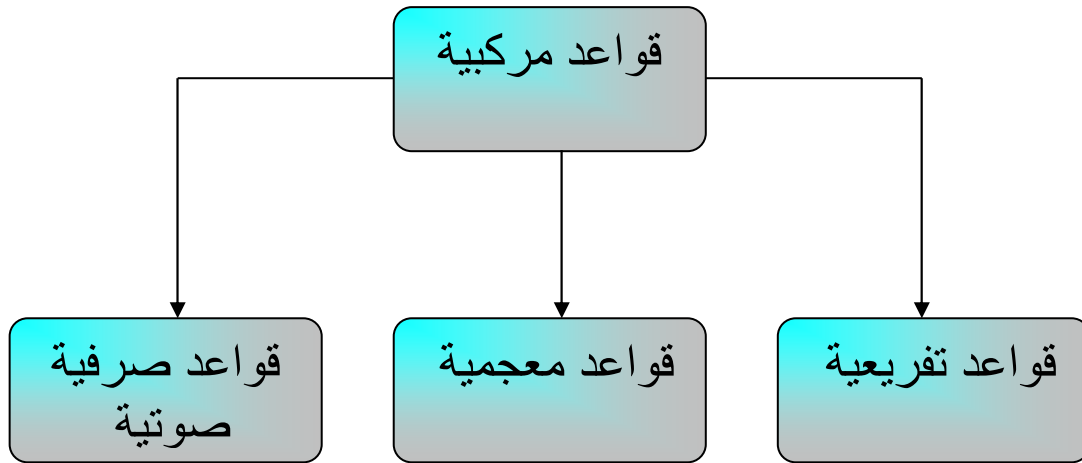 قواعد مركبية
قواعد تفريعية
قواعد معجمية
قواعد صرفية
صوتية